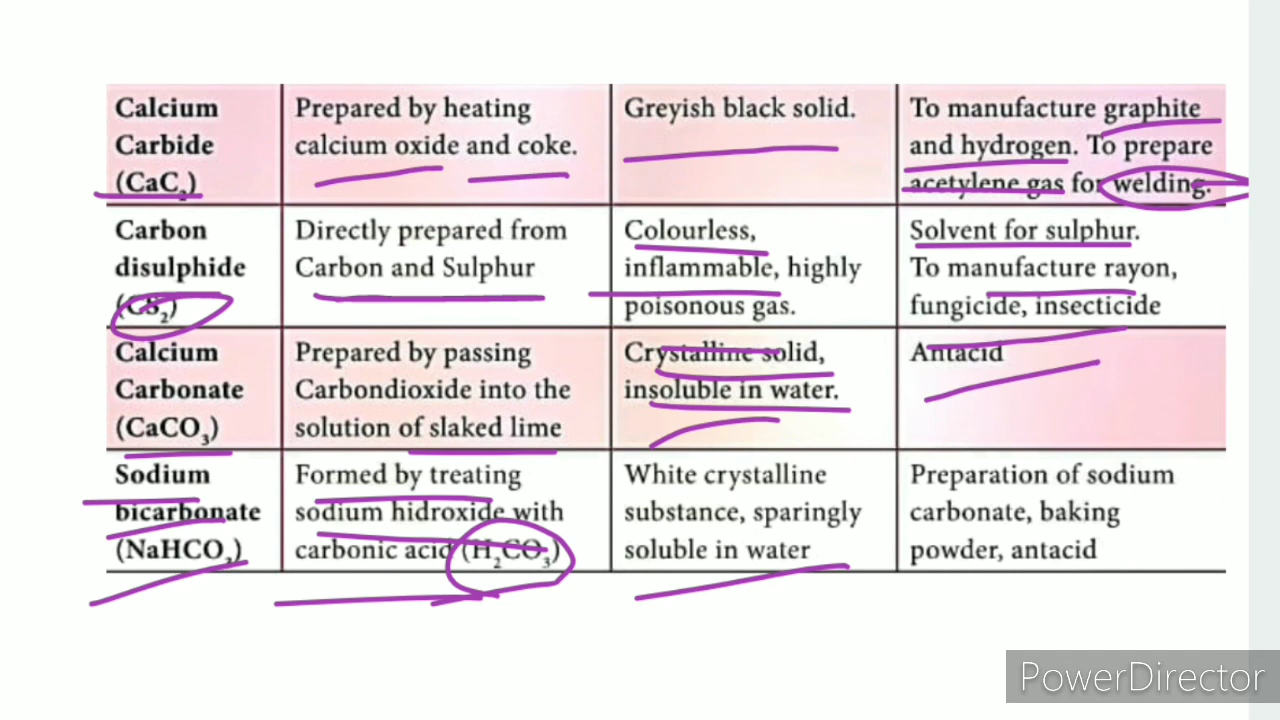 Calcium
Carbide
(CaC₂)
Prepared by heating
calcium oxide and coke.
Greyish black solid.
To manufacture graphite
and hydrogen. To prepare
acetylene gas for welding.
Carbon
disulphide
(CS₂)
Directly prepared from
Carbon and Sulphur
Colourless,
inflammable, highly
poisonous gas.
Solvent for sulphur.
To manufacture rayon,
fungicide, insecticide
Calcium
Carbonate
(CaCO₃)
Prepared by passing
Carbondioxide into the
solution of slaked lime
Crystalline solid,
insoluble in water.
Antacid
Sodium
bicarbonate
(NaHCO₃)
Formed by treating
sodium hidroxide with
carbonic acid (H₂CO₃)
White crystalline
substance, sparingly
soluble in water
Preparation of sodium
carbonate, baking
powder, antacid
PowerDirector